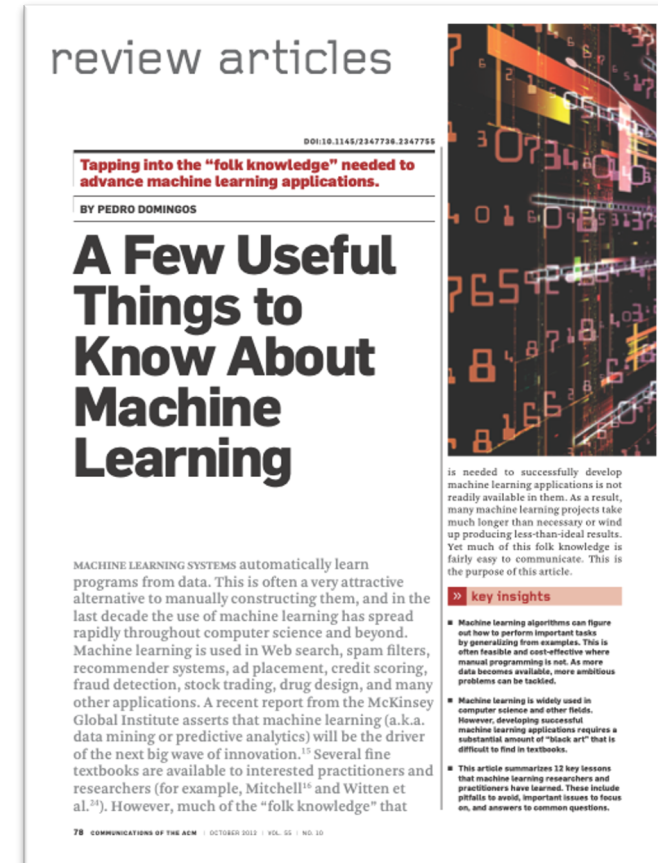 review articles
DOI:10.1145/2347736.2347755
Tapping into the “folk knowledge” needed to
advance machine learning applications.
BY PEDRO DOMINGOS
A Few Useful
Things to
Know About
Machine
Learning
MACHINE LEARNING SYSTEMS automatically learn
programs from data. This is often a very attractive
alternative to manually constructing them, and in the
last decade the use of machine learning has spread
rapidly throughout computer science and beyond.
Machine learning is used in Web search, spam filters,
recommender systems, ad placement, credit scoring,
fraud detection, stock trading, drug design, and many
other applications. A recent report from the McKinsey
Global Institute asserts that machine learning (a.k.a.
data mining or predictive analytics) will be the driver
of the next big wave of innovation.15 Several fine
textbooks are available to interested practitioners and
researchers (for example, Mitchell16 and Witten et
al.24). However, much of the “folk knowledge” that
is needed to successfully develop
machine learning applications is not
readily available in them. As a result,
many machine learning projects take
much longer than necessary or wind
up producing less-than-ideal results.
Yet much of this folk knowledge is
fairly easy to communicate. This is
the purpose of this article.
» key insights
■ Machine learning algorithms can figure
out how to perform important tasks
by generalizing from examples. This is
often feasible and cost-effective where
manual programming is not. As more
data becomes available, more ambitious
problems can be tackled.
■ Machine learning is widely used in
computer science and other fields.
However, developing successful
machine learning applications requires a
substantial amount of “black art” that is
difficult to find in textbooks.
■ This article summarizes 12 key lessons
that machine learning researchers and
practitioners have learned. These include
pitfalls to avoid, important issues to focus
on, and answers to common questions.
78 COMMUNICATIONS OF THE ACM | OCTOBER 2012 | VOL. 55 | NO. 10